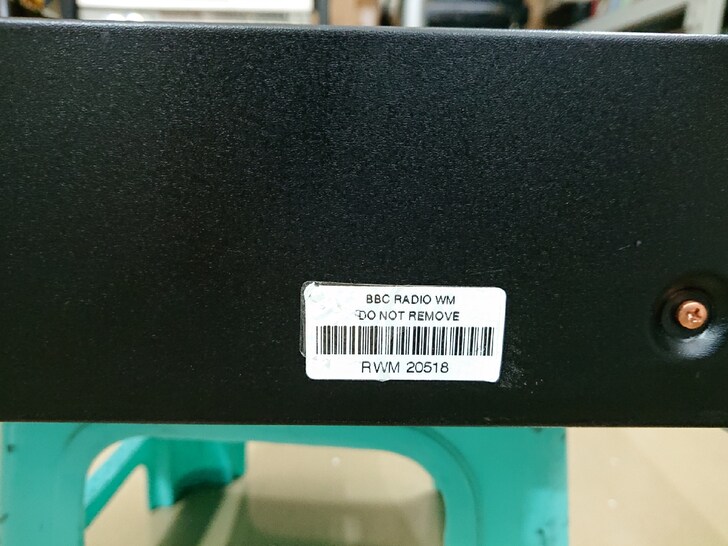 BBC RADIO WM
DO NOT REMOVE
RWM 20518